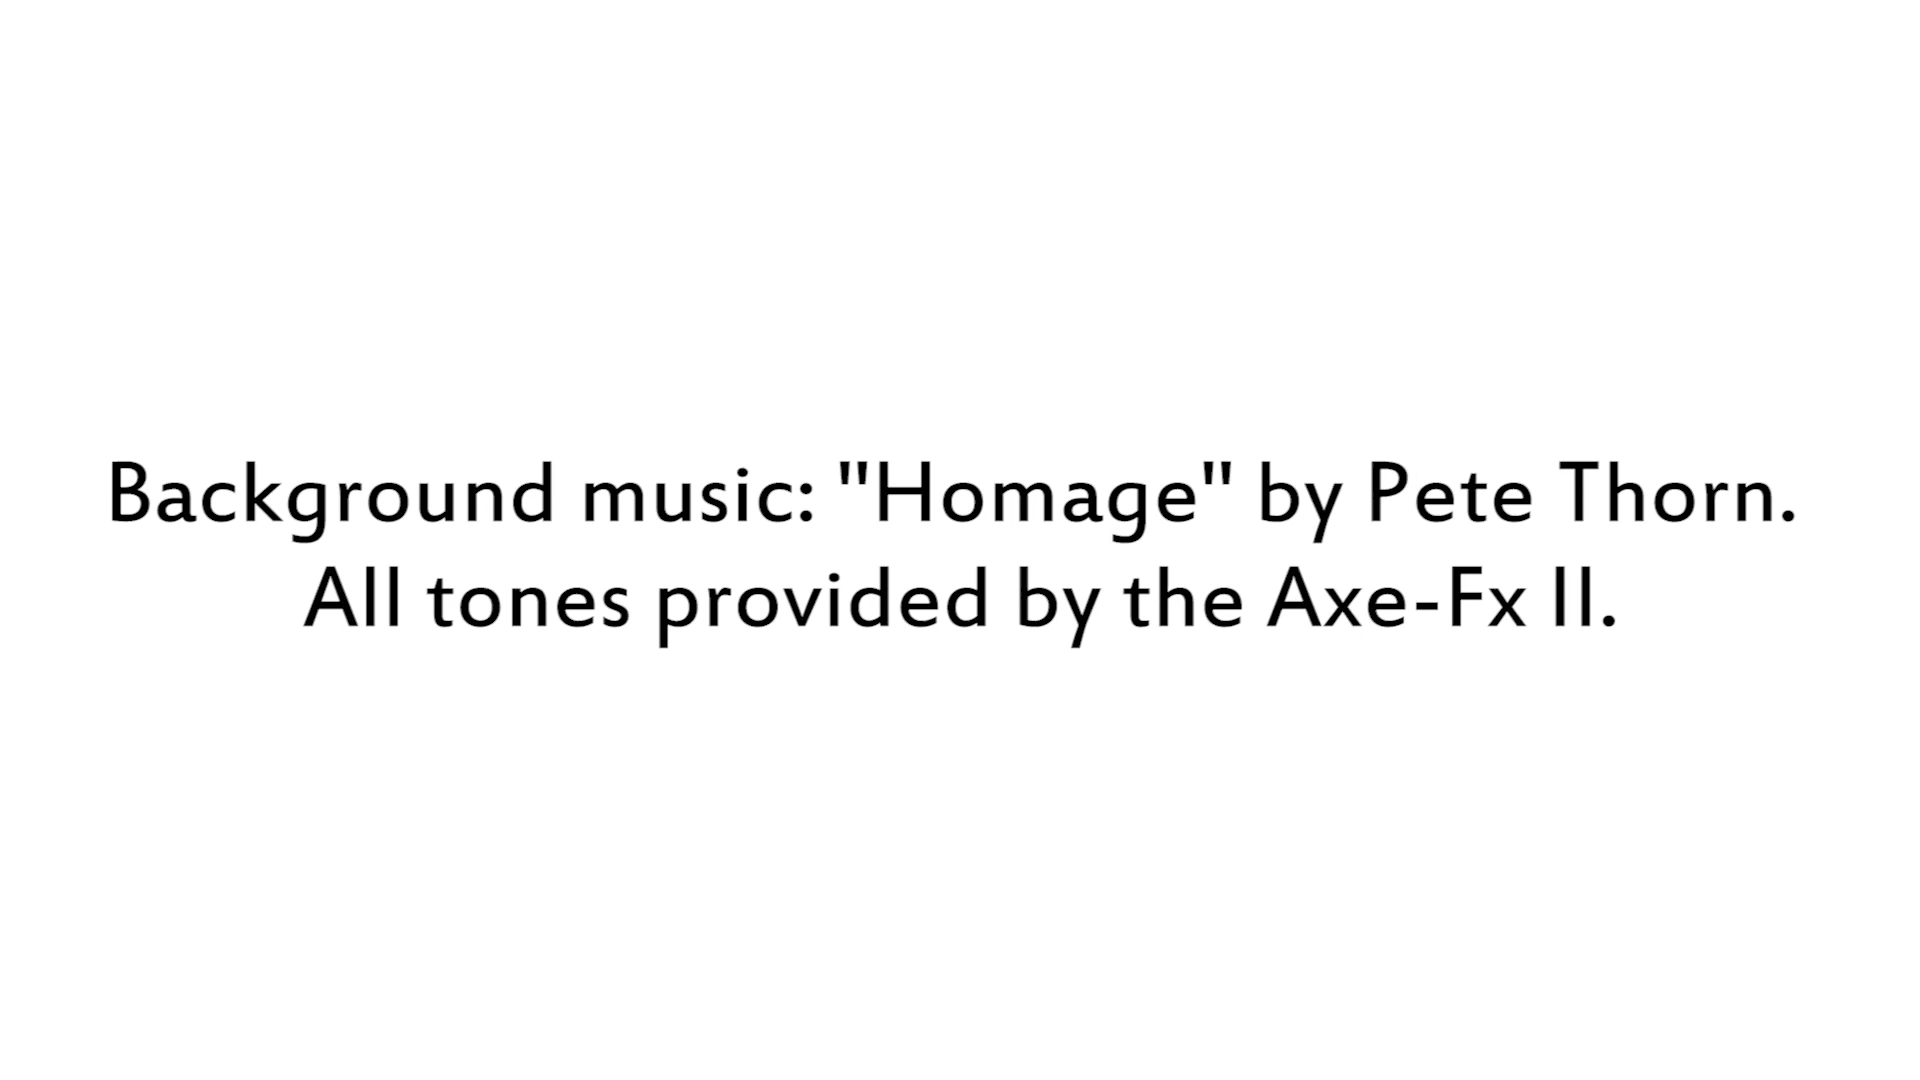 Background music: "Homage" by Pete Thorn.
All tones provided by the Axe-Fx II.